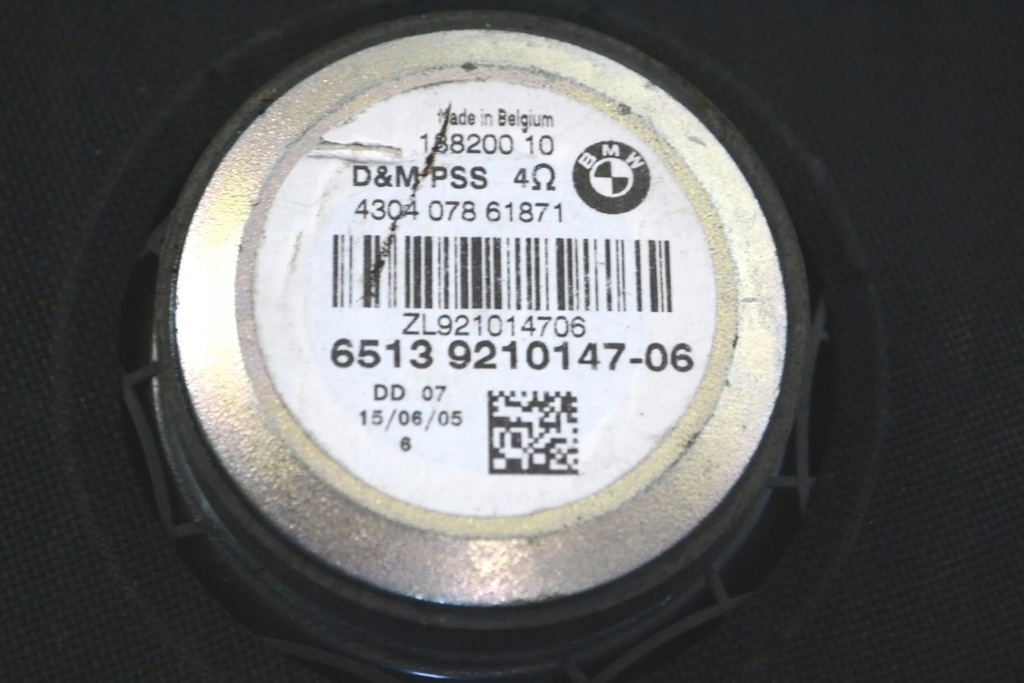 Made in Belgium
188200 10
D&M PSS 4Ω
BMW
4304 078 61871
ZL921014706
6513 9210147-06
DD 07
15/06/05
6